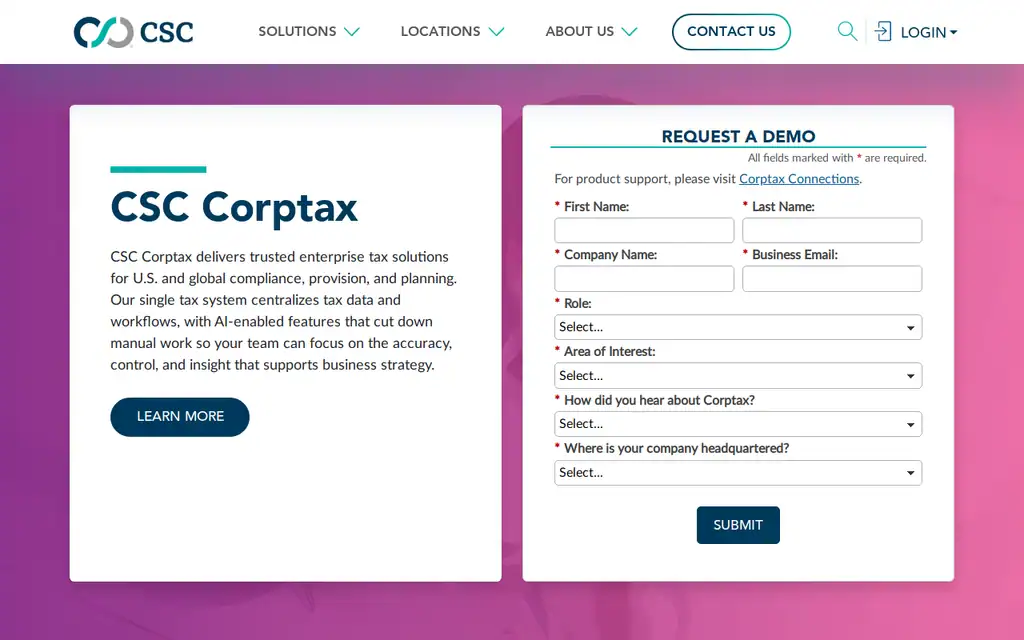 CSC
SOLUTIONS
LOCATIONS
ABOUT US
CONTACT US
LOGIN
CSC Corptax
CSC Corptax delivers trusted enterprise tax solutions
for U.S. and global compliance, provision, and planning.
Our single tax system centralizes tax data and
workflows, with AI-enabled features that cut down
manual work so your team can focus on the accuracy,
control, and insight that supports business strategy.
LEARN MORE
REQUEST A DEMO
All fields marked with * are required.
For product support, please visit Corptax Connections.
* First Name:
* Last Name:
* Company Name:
* Business Email:
* Role:
Select...
* Area of Interest:
Select...
* How did you hear about Corptax?
Select...
* Where is your company headquartered?
Select...
SUBMIT